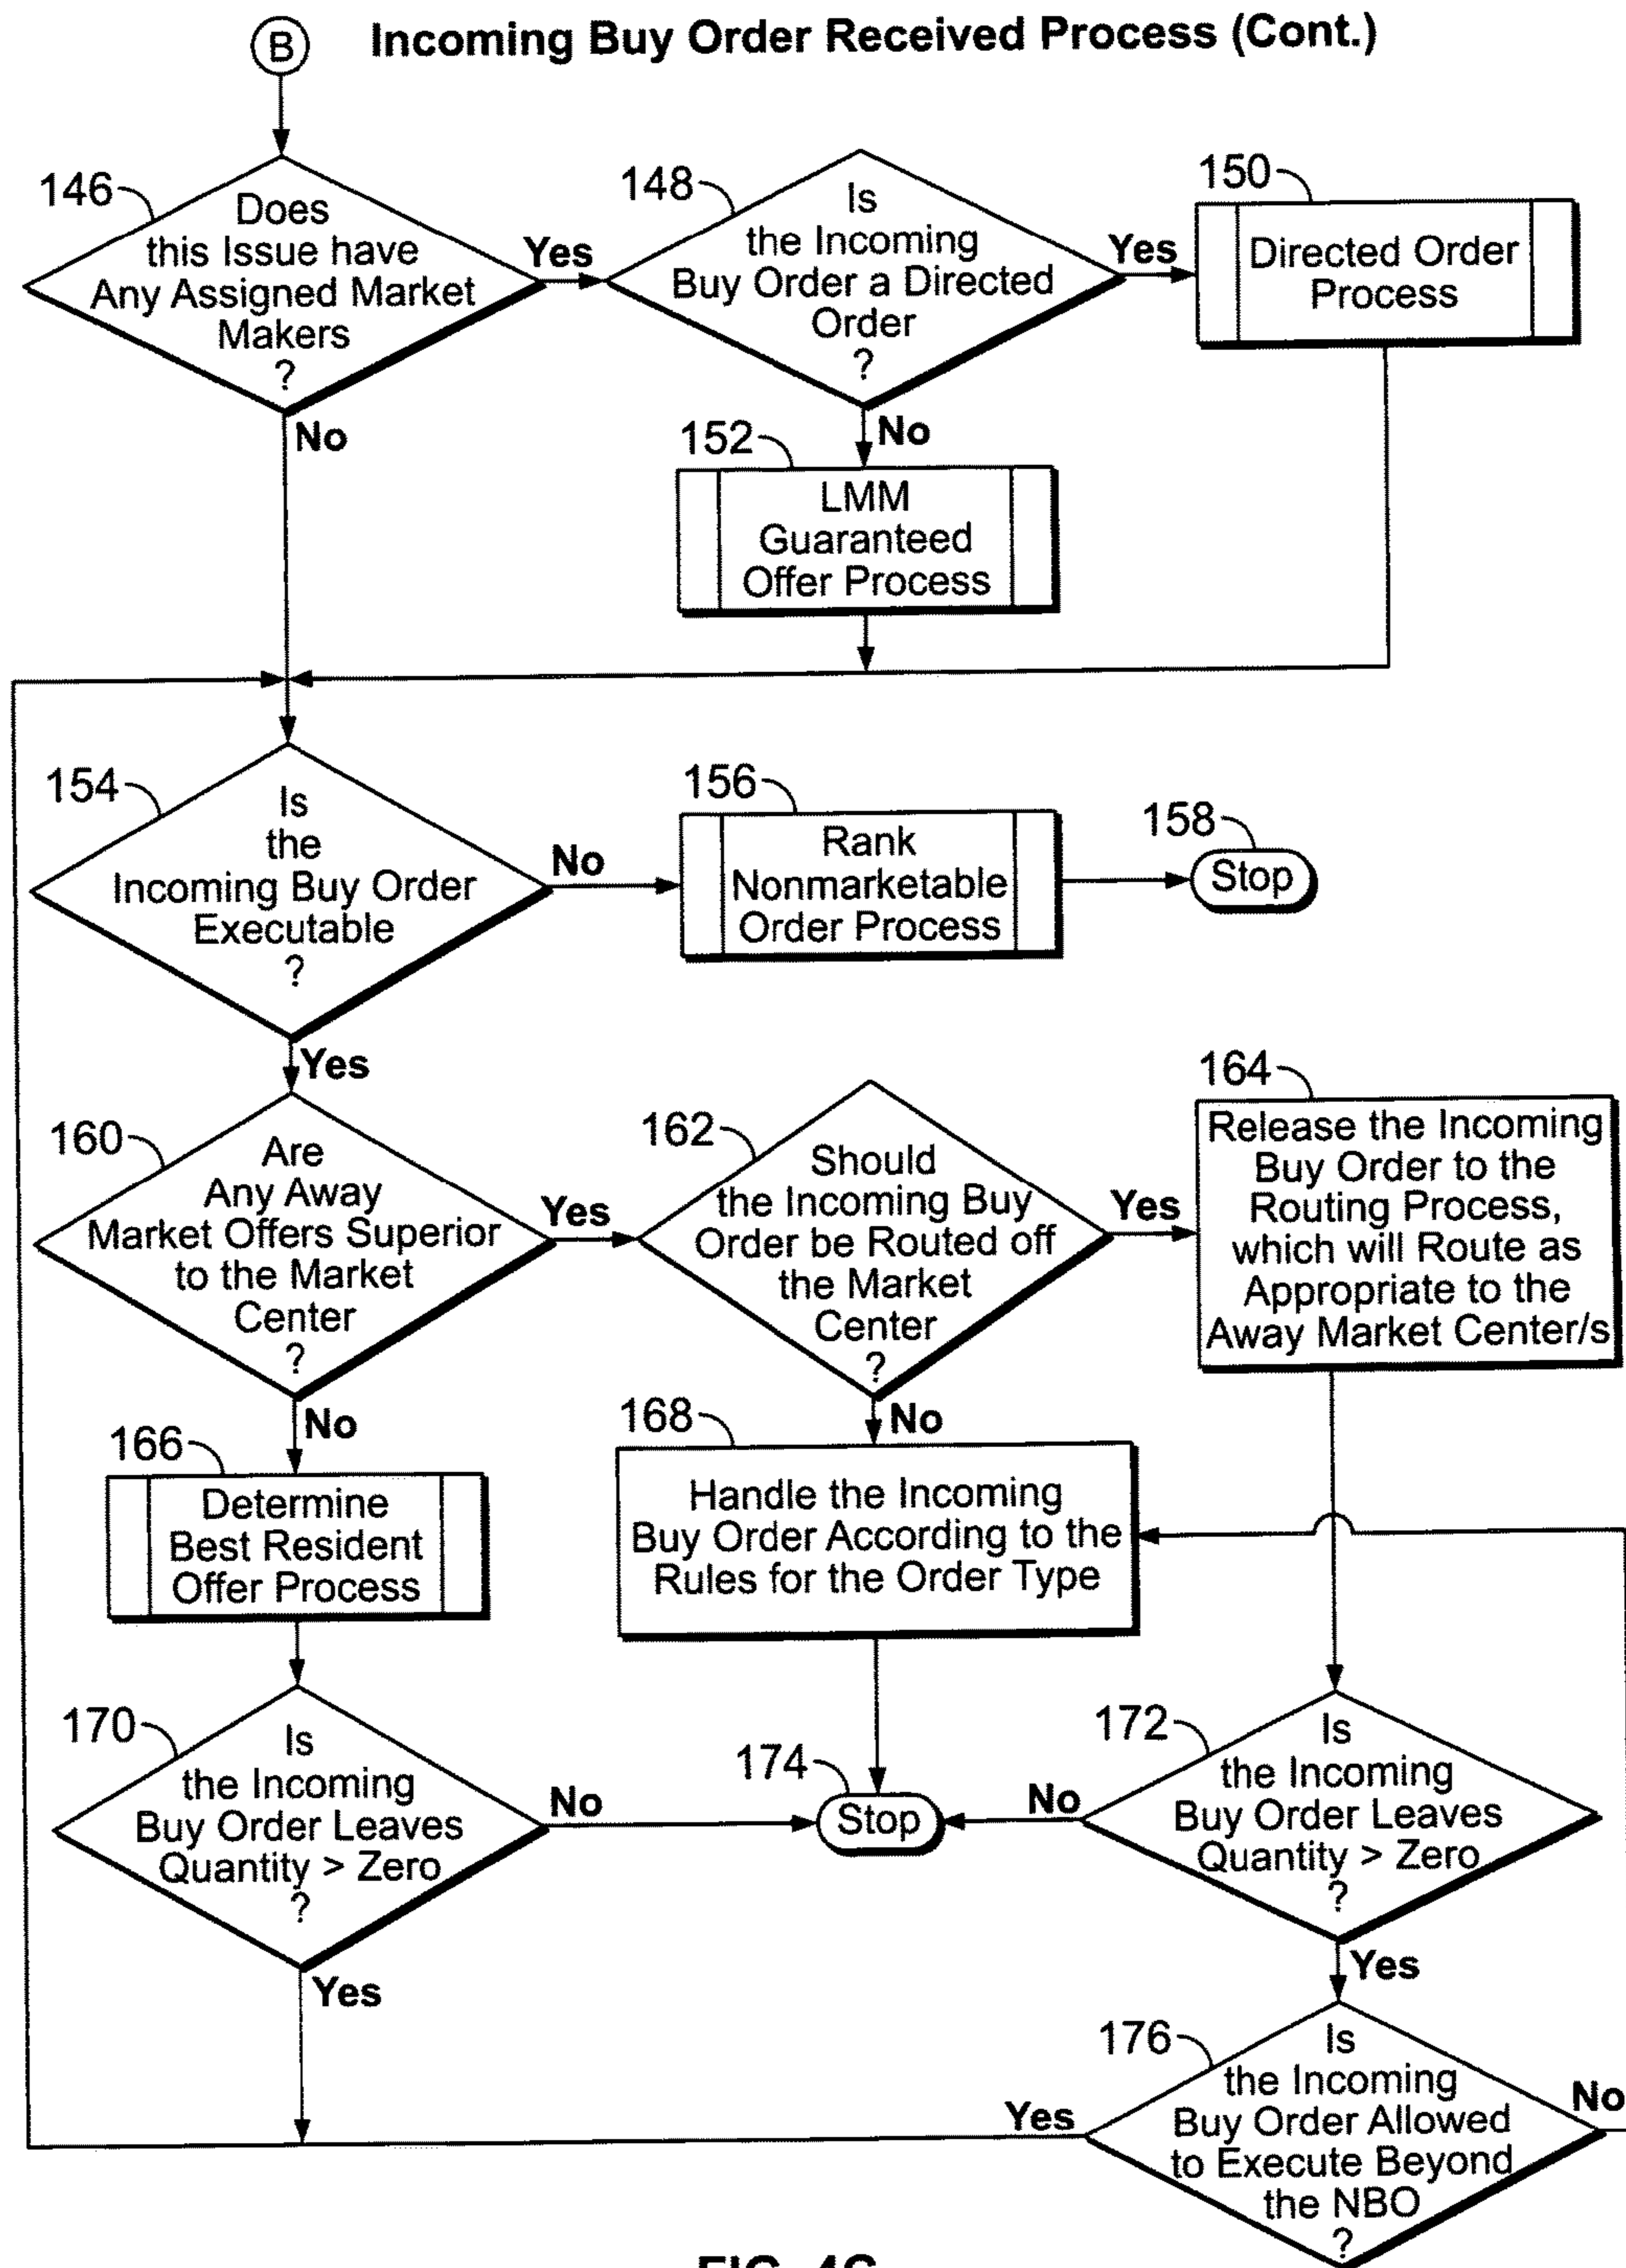 B
Incoming Buy Order Received Process (Cont.)
146
Does
this Issue have
Any Assigned Market
Makers
?
Yes
No
148
Is
the Incoming
Buy Order a Directed
Order
?
Yes
No
150
Directed Order
Process
152
LMM
Guaranteed
Offer Process
154
Is
the
Incoming Buy Order
Executable
?
No
Yes
156
Rank
Nonmarketable
Order Process
158
Stop
160
Are
Any Away
Market Offers Superior
to the Market
Center
?
Yes
No
162
Should
the Incoming Buy
Order be Routed off
the Market
Center
?
Yes
No
164
Release the Incoming
Buy Order to the
Routing Process,
which will Route as
Appropriate to the
Away Market Center/s
166
Determine
Best Resident
Offer Process
168
Handle the Incoming
Buy Order According to the
Rules for the Order Type
170
Is
the Incoming
Buy Order Leaves
Quantity > Zero
?
No
Yes
174
Stop
172
Is
the Incoming
Buy Order Leaves
Quantity > Zero
?
No
Yes
176
Is
the Incoming
Buy Order Allowed
to Execute Beyond
the NBO
?
Yes
No